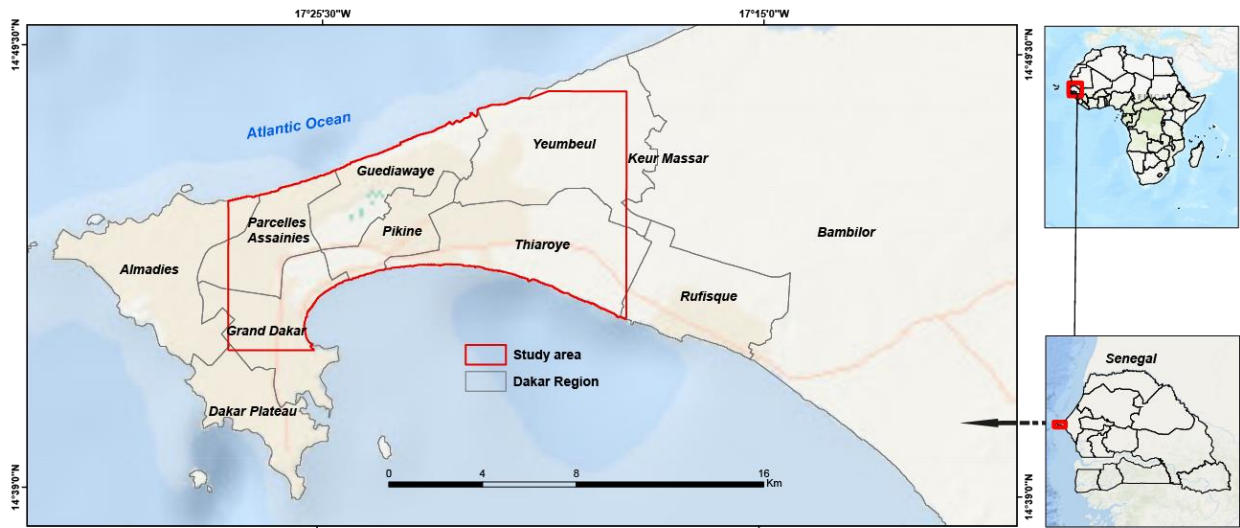 17°25'30"W
17°15'0"W
14°49'30"N
14°49'30"N
Atlantic Ocean
Yeumbeul
Keur Massar
Guediawaye
Parcelles
Assainies
Pikine
Thiaroye
Bambilor
Almadies
Rufisque
Grand Dakar
Study area
Dakar Region
Dakar Plateau
0
4
8
16
Km
14°39'0"N
14°39'0"N
Senegal